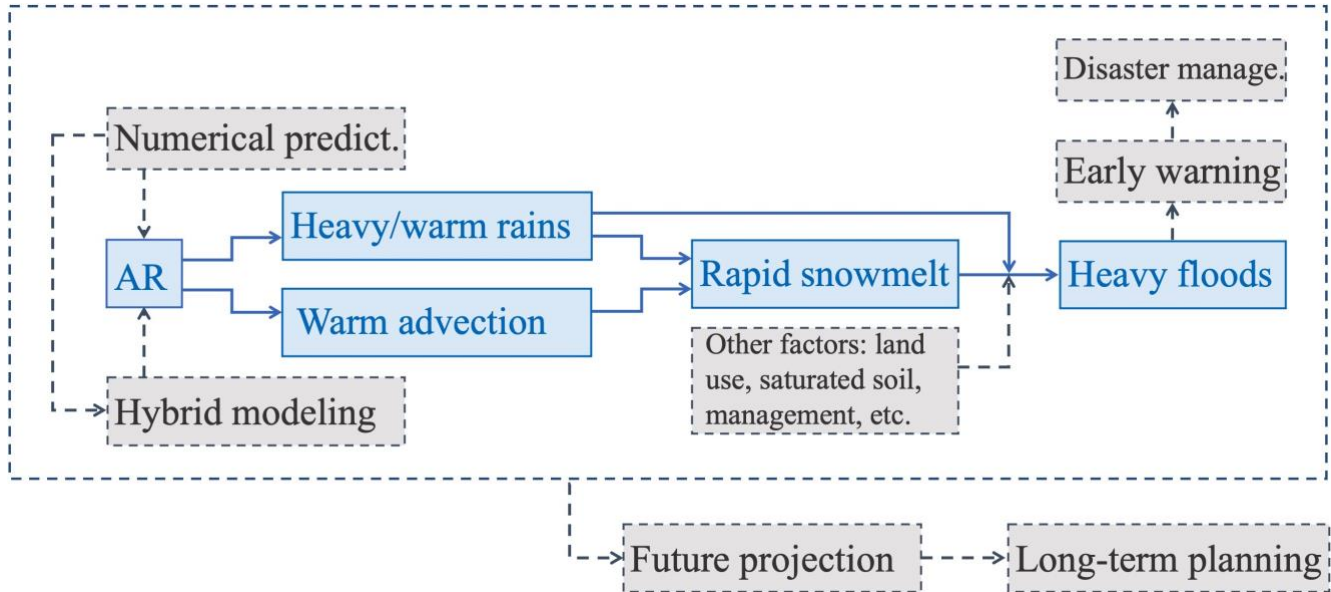 Disaster manage.
Numerical predict.
Early warning
Heavy/warm rains
AR
Rapid snowmelt
Heavy floods
Warm advection
Other factors: land
use, saturated soil,
management, etc.
Hybrid modeling
Future projection
Long-term planning